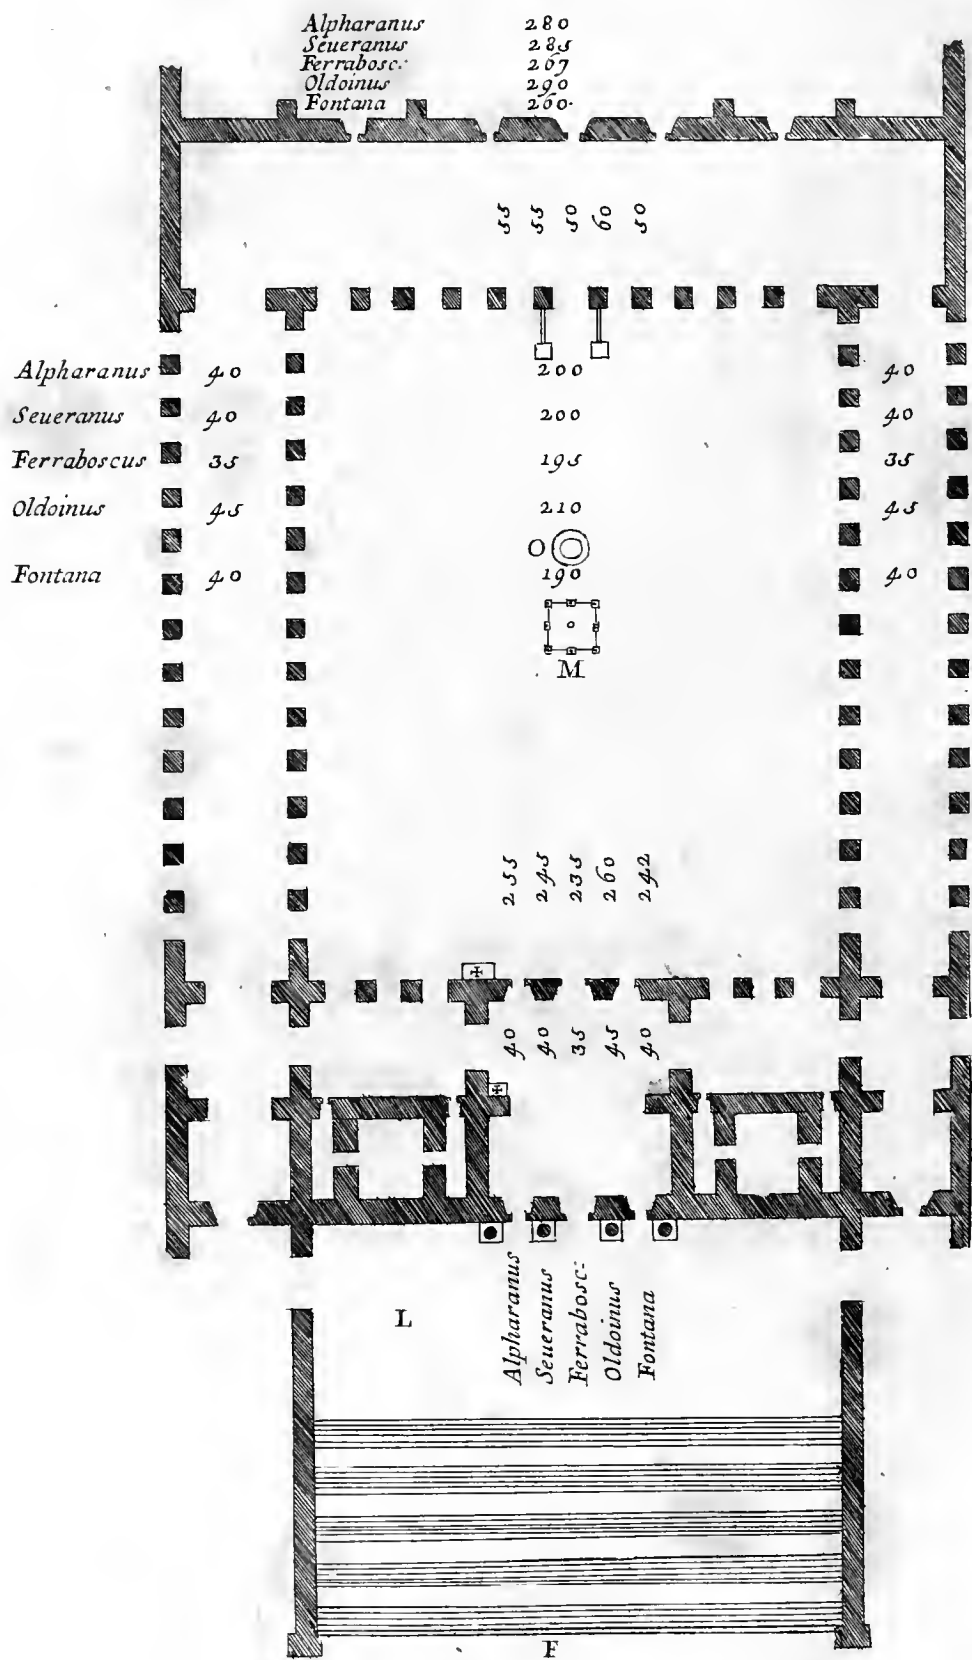 Alpharanus 280
Seueranus 285
Ferrabosc: 267
Oldoinus 290
Fontana 260.
55 55 50 60 50
Alpharanus 40 200 40
Seueranus 40 200 40
Ferraboscus 35 195 35
Oldoinus 45 210 45
O
Fontana 40 190 40
M
255 245 235 260 242
40 40 35 45 40
Alpharanus
Seueranus
Ferrabosc:
Oldoinus
Fontana
L
F